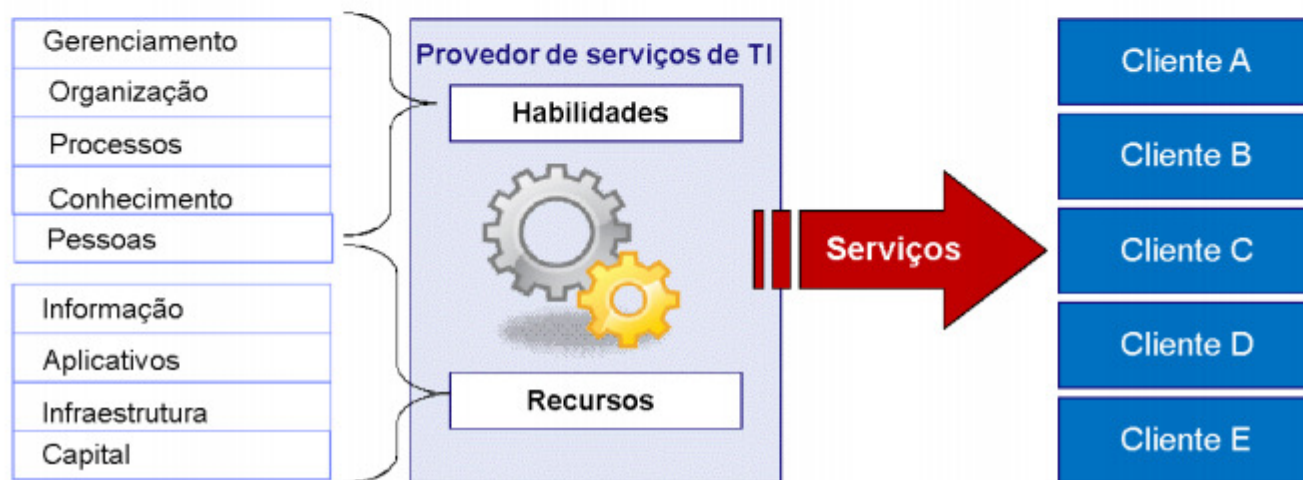 Gerenciamento
Organização
Processos
Conhecimento
Pessoas
Informação
Aplicativos
Infraestrutura
Capital
Provedor de serviços de TI
Habilidades
Recursos
Serviços
Cliente A
Cliente B
Cliente C
Cliente D
Cliente E